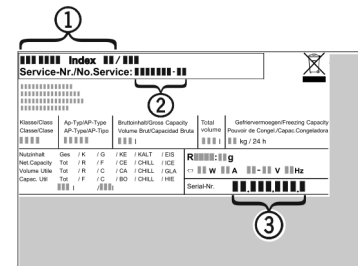 1
Index /
Service-Nr./No.Service: -
2
Klasse/Class
Classe/Clase
Ap-Typ/AP-Type
AP-Type/AP-Tipo
Bruttoinhalt/Gross Capacity
Volume Brut/Capacidad Bruta
l
Total
volume
l
Gefriervermoegen/Freezing Capacity
Pouvoir de Congel./Capac.Congeladora
kg / 24 h
Nutzinhalt Ges / K / G / KE / KALT / EIS
Net.Capacity Tot / R / F / CE / CHILL / ICE
Volume Utile Tot / R / C / CA / CHILL / GLA
Capac. Util Tot / F / C / BO / CHILL / HIE
l / l
R : g
W A - V Hz
Serial-Nr. . . .
3